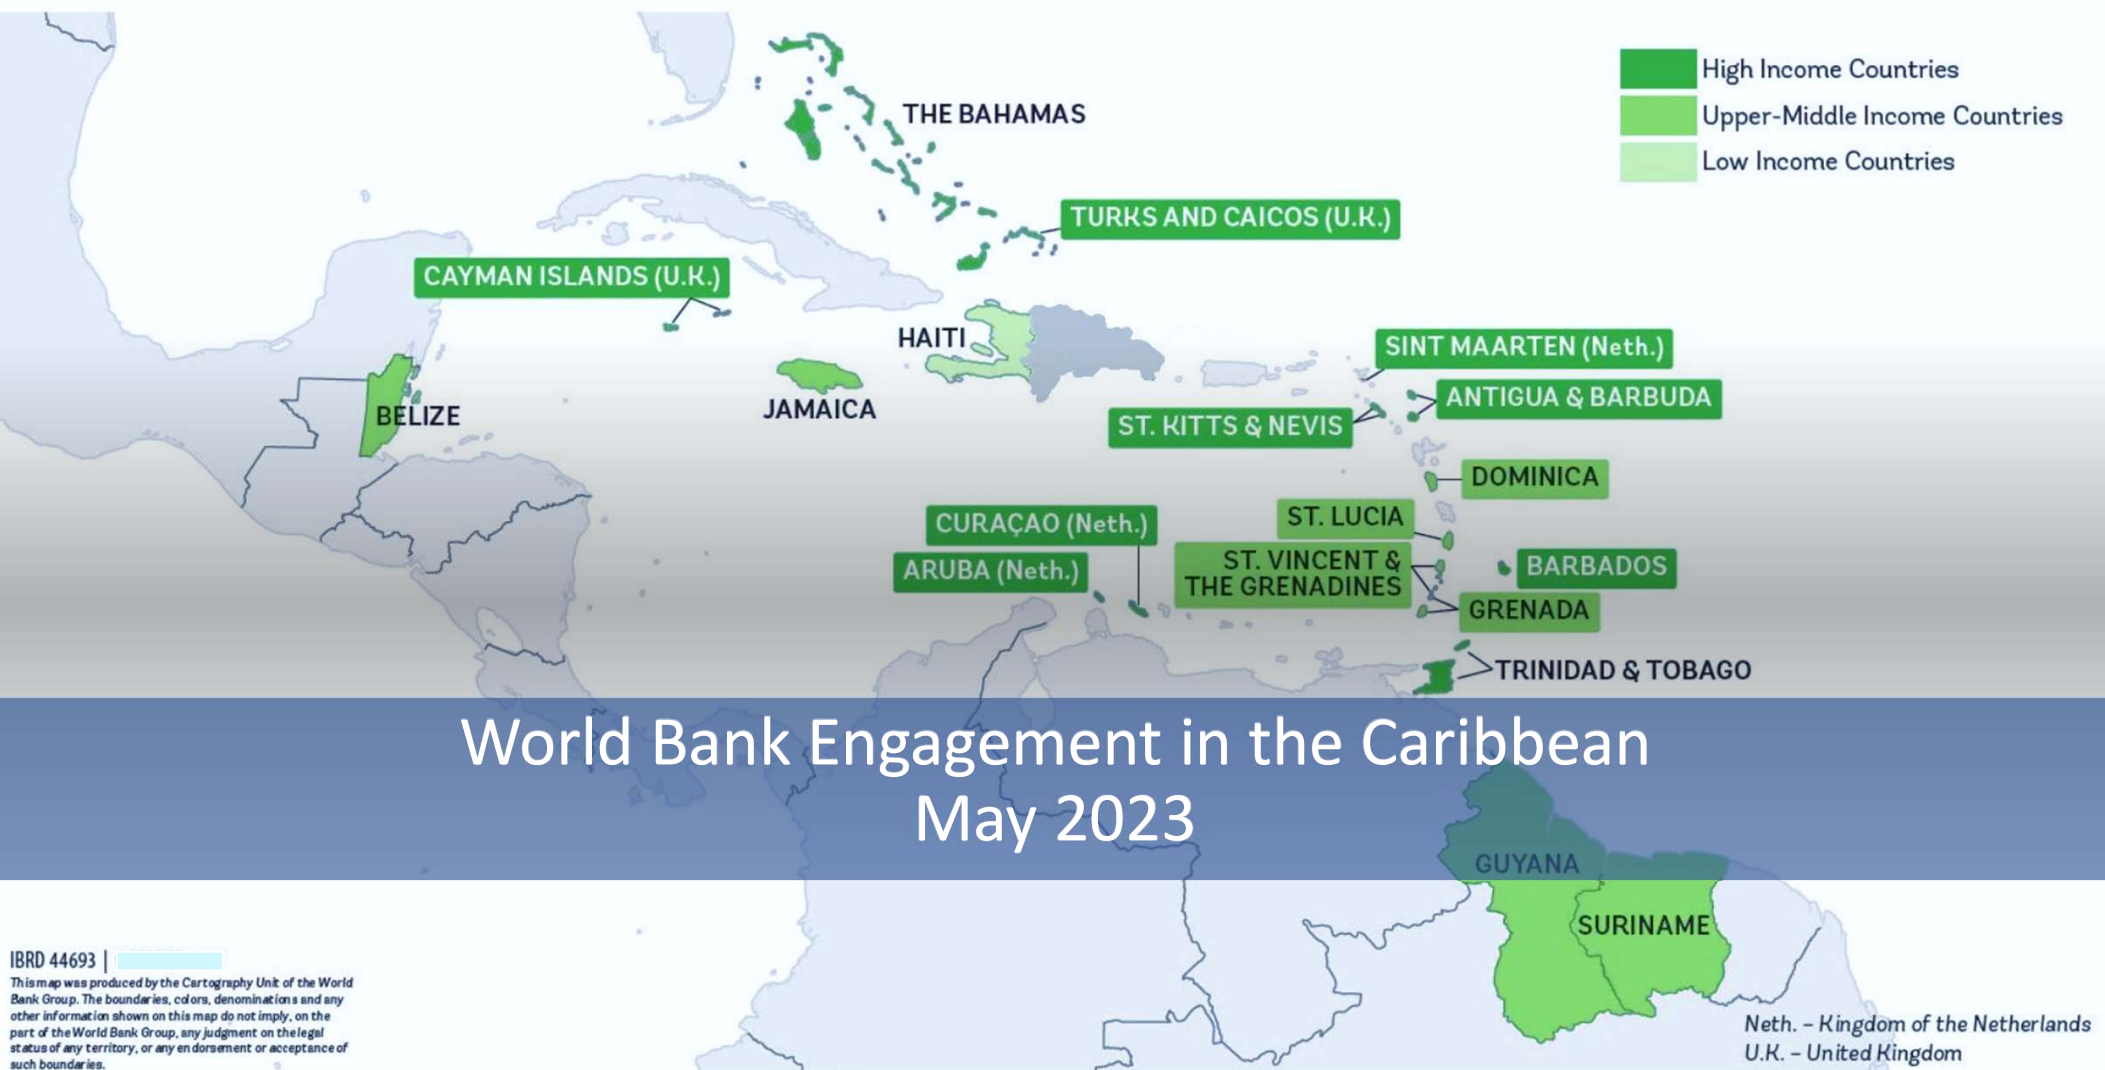 High Income Countries
Upper-Middle Income Countries
Low Income Countries
THE BAHAMAS
TURKS AND CAICOS (U.K.)
CAYMAN ISLANDS (U.K.)
HAITI
SINT MAARTEN (Neth.)
ANTIGUA & BARBUDA
JAMAICA
BELIZE
ST. KITTS & NEVIS
DOMINICA
CURAÇAO (Neth.)
ST. LUCIA
ARUBA (Neth.)
ST. VINCENT &
THE GRENADINES
BARBADOS
GRENADA
TRINIDAD & TOBAGO
World Bank Engagement in the Caribbean
May 2023
GUYANA
SURINAME
IBRD 44693 |
This map was produced by the Cartography Unit of the World
Bank Group. The boundaries, colors, denominations and any
other information shown on this map do not imply, on the
part of the World Bank Group, any judgment on the legal
status of any territory, or any endorsement or acceptance of
such boundaries.
Neth. – Kingdom of the Netherlands
U.K. – United Kingdom